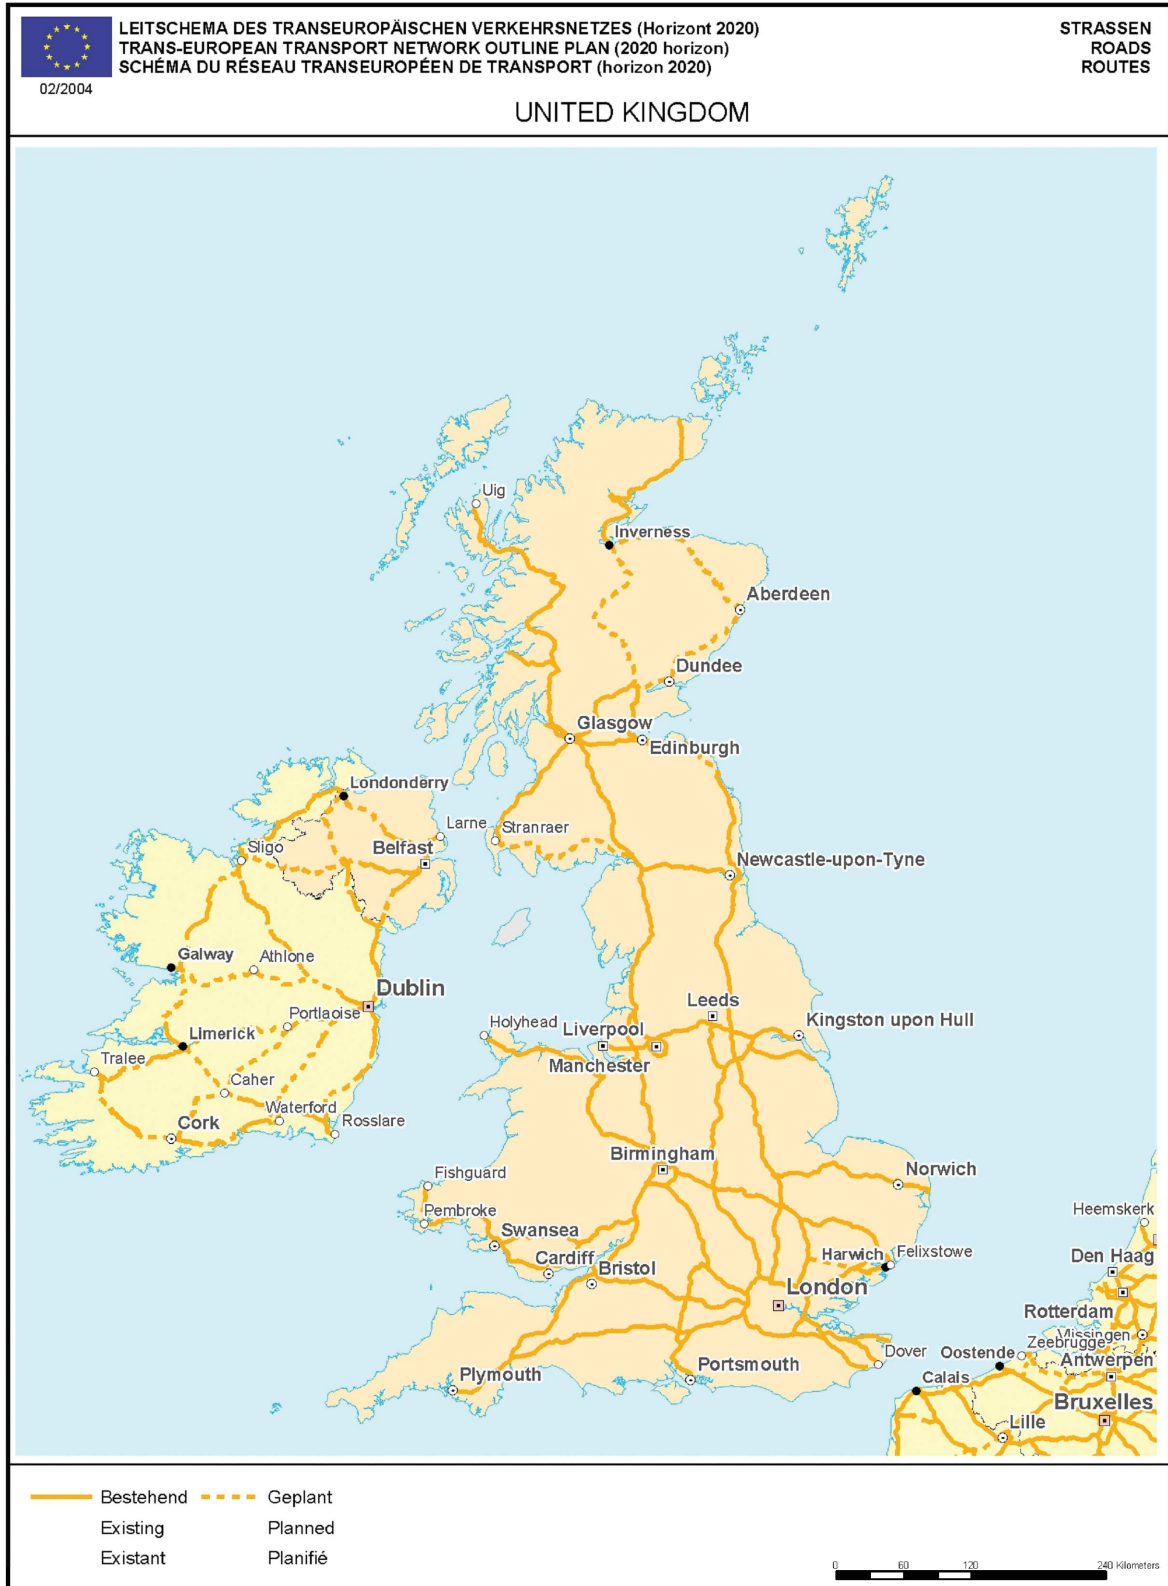 LEITSCHEMA DES TRANSEUROPÄISCHEN VERKEHRSNETZES (Horizont 2020)
TRANS-EUROPEAN TRANSPORT NETWORK OUTLINE PLAN (2020 horizon)
SCHÉMA DU RÉSEAU TRANSEUROPÉEN DE TRANSPORT (horizon 2020)
STRASSEN
ROADS
ROUTES
02/2004
UNITED KINGDOM
Uig
Inverness
Aberdeen
Dundee
Glasgow
Edinburgh
Londonderry
Larne
Stranraer
Sligo
Belfast
Newcastle-upon-Tyne
Galway
Athlone
Dublin
Portlaoise
Leeds
Holyhead
Liverpool
Kingston upon Hull
Limerick
Manchester
Tralee
Caher
Waterford
Cork
Rosslare
Birmingham
Norwich
Fishguard
Pembroke
Heemskerk
Swansea
Cardiff
Bristol
Harwich
Felixstowe
Den Haag
London
Rotterdam
Vlissingen
Zeebrugge
Dover
Oostende
Antwerpen
Portsmouth
Plymouth
Calais
Bruxelles
Lille
Bestehend
Geplant
Existing
Planned
Existant
Planifié
0 60 120 240 Kilometers